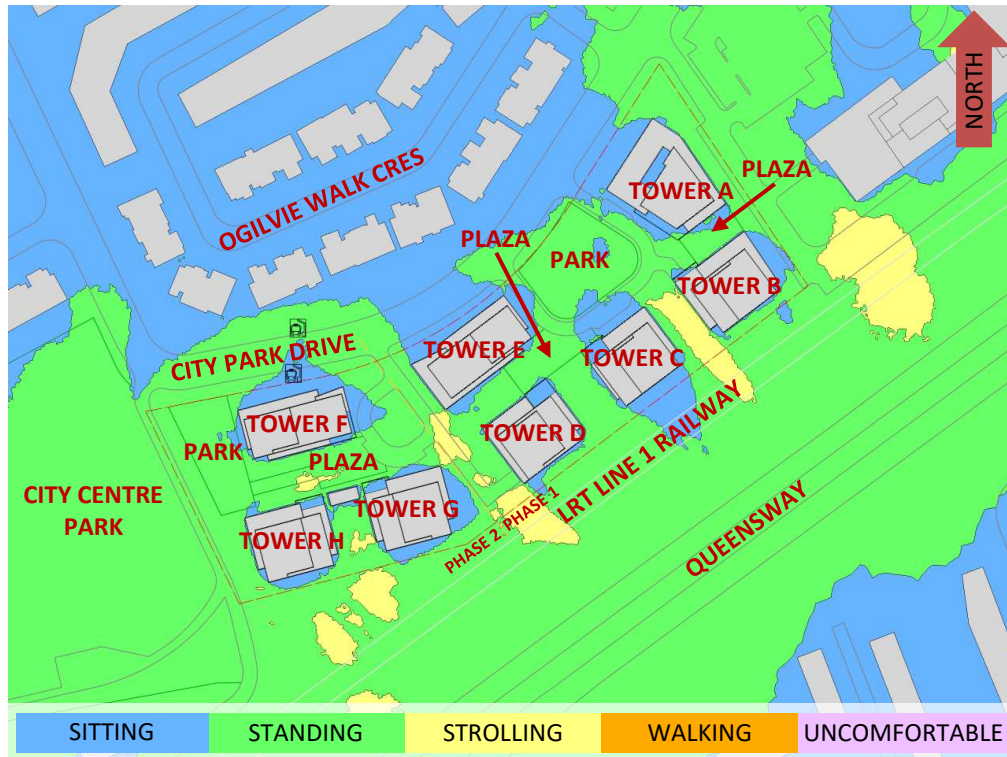 NORTH
PLAZA
TOWER A
OGILVIE WALK CRES
PLAZA
PARK
TOWER B
CITY PARK DRIVE
TOWER E
TOWER C
TOWER F
TOWER D
PARK
PLAZA
LRT LINE 1 RAILWAY
CITY CENTRE
PARK
TOWER G
TOWER H
PHASE 2
PHASE 1
QUEENSWAY
SITTING
STANDING
STROLLING
WALKING
UNCOMFORTABLE